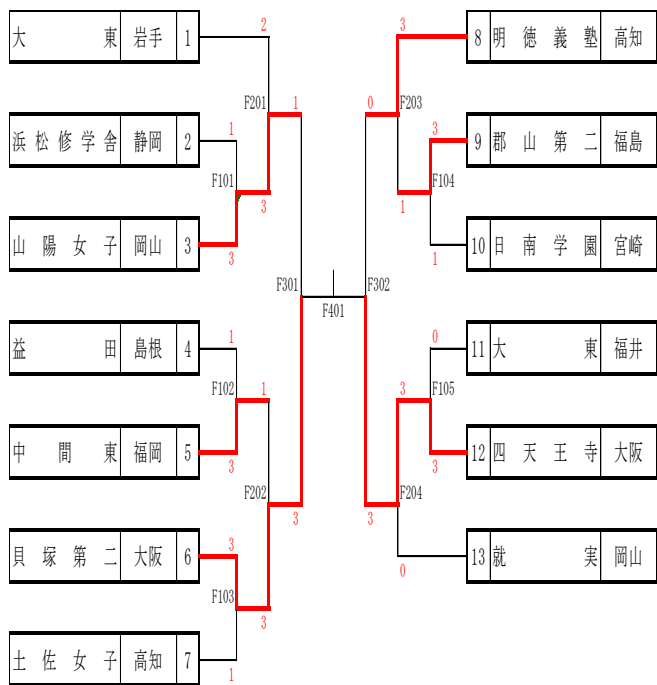 大東 岩手 1
2
F201
1
浜松修学舎 静岡 2
1
F101
3
山陽女子 岡山 3
3
F301
益田 島根 4
1
F102
1
中間東 福岡 5
3
F202
3
貝塚第二 大阪 6
3
F103
3
土佐女子 高知 7
1
F401
3
8 明徳義塾 高知
0
F203
3
9 郡山第二 福島
F104
1
10 日南学園 宮崎
1
F302
0
11 大東 福井
3
F105
12 四天王寺 大阪
3
F204
3
13 就実 岡山
0